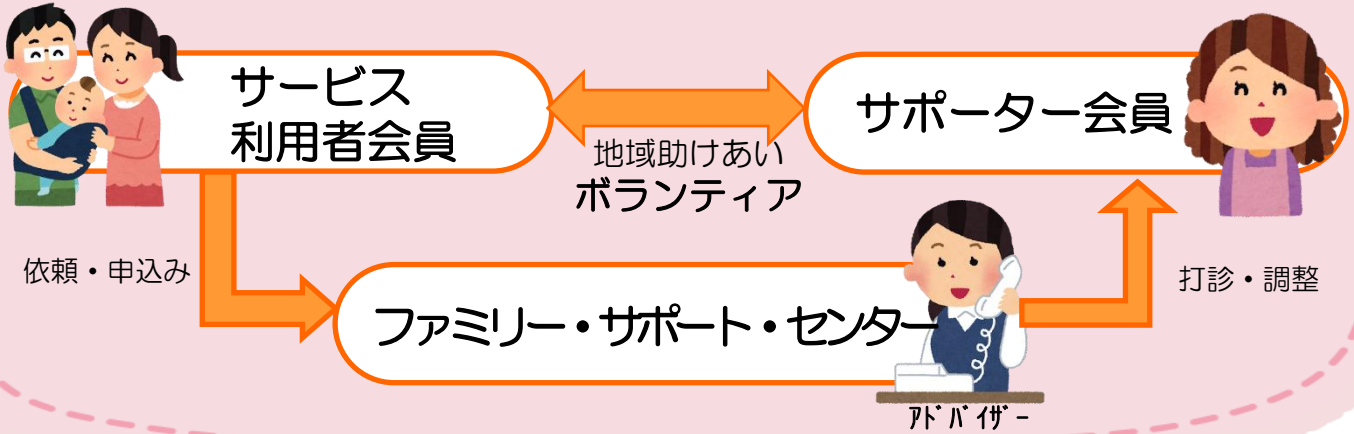 サービス
利用者会員
サポーター会員
地域助けあい
ボランティア
依頼・申込み
打診・調整
ファミリー・サポート・センター
ｱﾄﾞﾊﾞｲｻﾞｰ